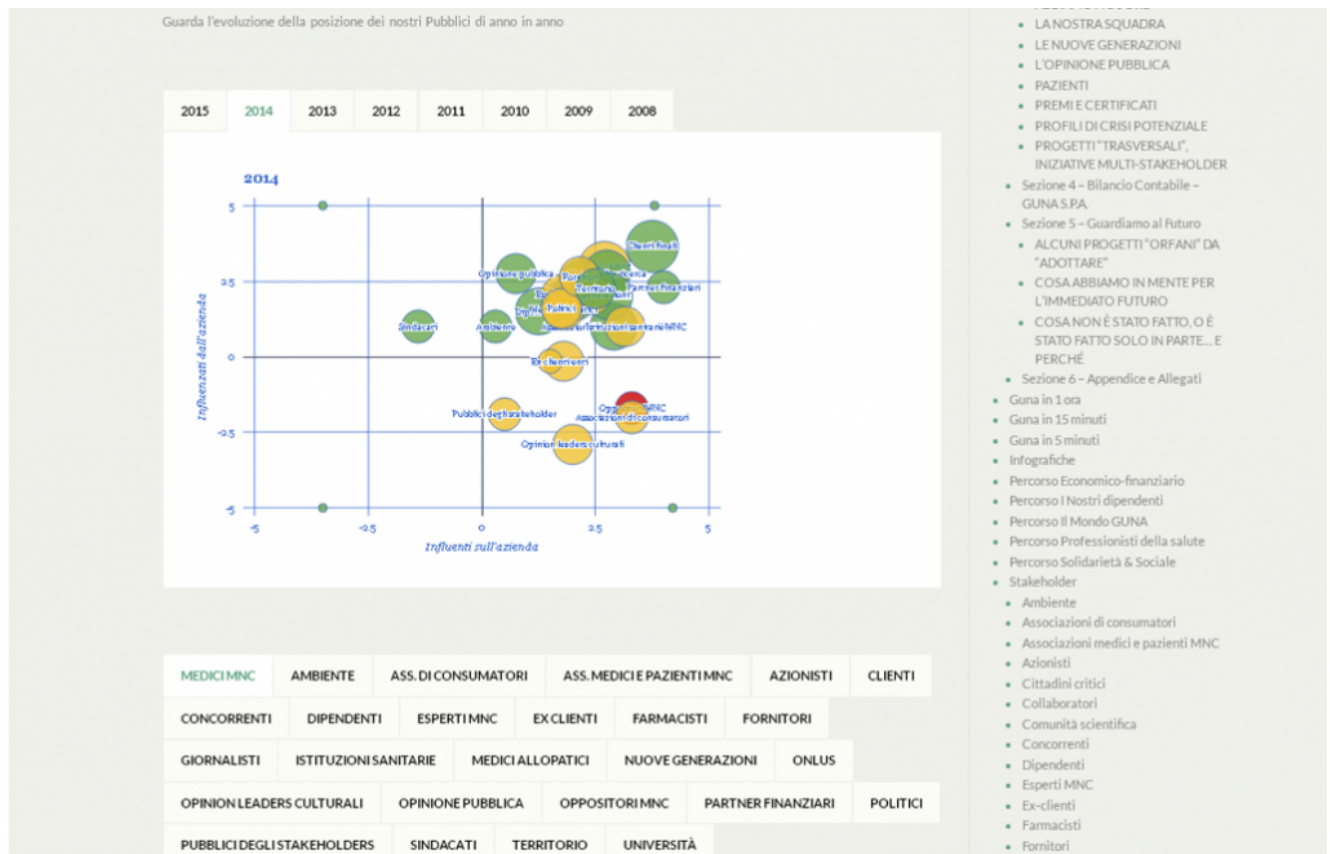 Guarda l'evoluzione della posizione dei nostri Pubblici di anno in anno
2015
2014
2013
2012
2011
2010
2009
2008
2014
5
2.5
0
-2.5
-5
-5
-2.5
0
2.5
5
Influenzati dall'azienda
Influenti sull'azienda
Clienti finali
Opinione pubblica
Partner finanziari
Territorio
Politici
Sindacati
Ambiente
Ex clienti
Pubblici degli stakeholder
Associazioni di consumatori
Opinion leaders culturali
MEDICI MNC
AMBIENTE
ASS. DI CONSUMATORI
ASS. MEDICI E PAZIENTI MNC
AZIONISTI
CLIENTI
CONCORRENTI
DIPENDENTI
ESPERTI MNC
EX CLIENTI
FARMACISTI
FORNITORI
GIORNALISTI
ISTITUZIONI SANITARIE
MEDICI ALLOPATICI
NUOVE GENERAZIONI
ONLUS
OPINION LEADERS CULTURALI
OPINIONE PUBBLICA
OPPOSITORI MNC
PARTNER FINANZIARI
POLITICI
PUBBLICI DEGLI STAKEHOLDERS
SINDACATI
TERRITORIO
UNIVERSITÀ
LA NOSTRA SQUADRA
LE NUOVE GENERAZIONI
L'OPINIONE PUBBLICA
PAZIENTI
PREMI E CERTIFICATI
PROFILI DI CRISI POTENZIALE
PROGETTI "TRASVERSALI",
INIZIATIVE MULTI-STAKEHOLDER
Sezione 4 – Bilancio Contabile –
GUNA S.P.A.
Sezione 5 – Guardiamo al Futuro
ALCUNI PROGETTI "ORFANI" DA
"ADOTTARE"
COSA ABBIAMO IN MENTE PER
L'IMMEDIATO FUTURO
COSA NON È STATO FATTO, O È
STATO FATTO SOLO IN PARTE... E
PERCHÉ
Sezione 6 – Appendice e Allegati
Guna in 1 ora
Guna in 15 minuti
Guna in 5 minuti
Infografiche
Percorso Economico-finanziario
Percorso I Nostri dipendenti
Percorso Il Mondo GUNA
Percorso Professionisti della salute
Percorso Solidarietà & Sociale
Stakeholder
Ambiente
Associazioni di consumatori
Associazioni medici e pazienti MNC
Azionisti
Cittadini critici
Collaboratori
Comunità scientifica
Concorrenti
Dipendenti
Esperti MNC
Ex-clienti
Farmacisti
Fornitori